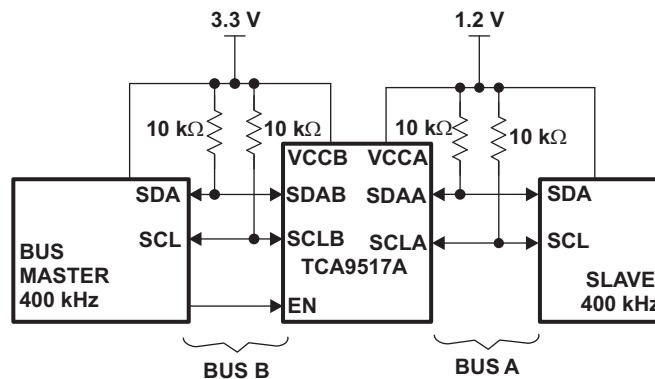 3.3 V
1.2 V
10 kΩ
10 kΩ
10 kΩ
10 kΩ
VCCB
VCCA
SDA
SDAB
SDAA
SDA
SCL
SCLB
SCLA
SCL
BUS
MASTER
400 kHz
TCA9517A
SLAVE
400 kHz
EN
BUS B
BUS A